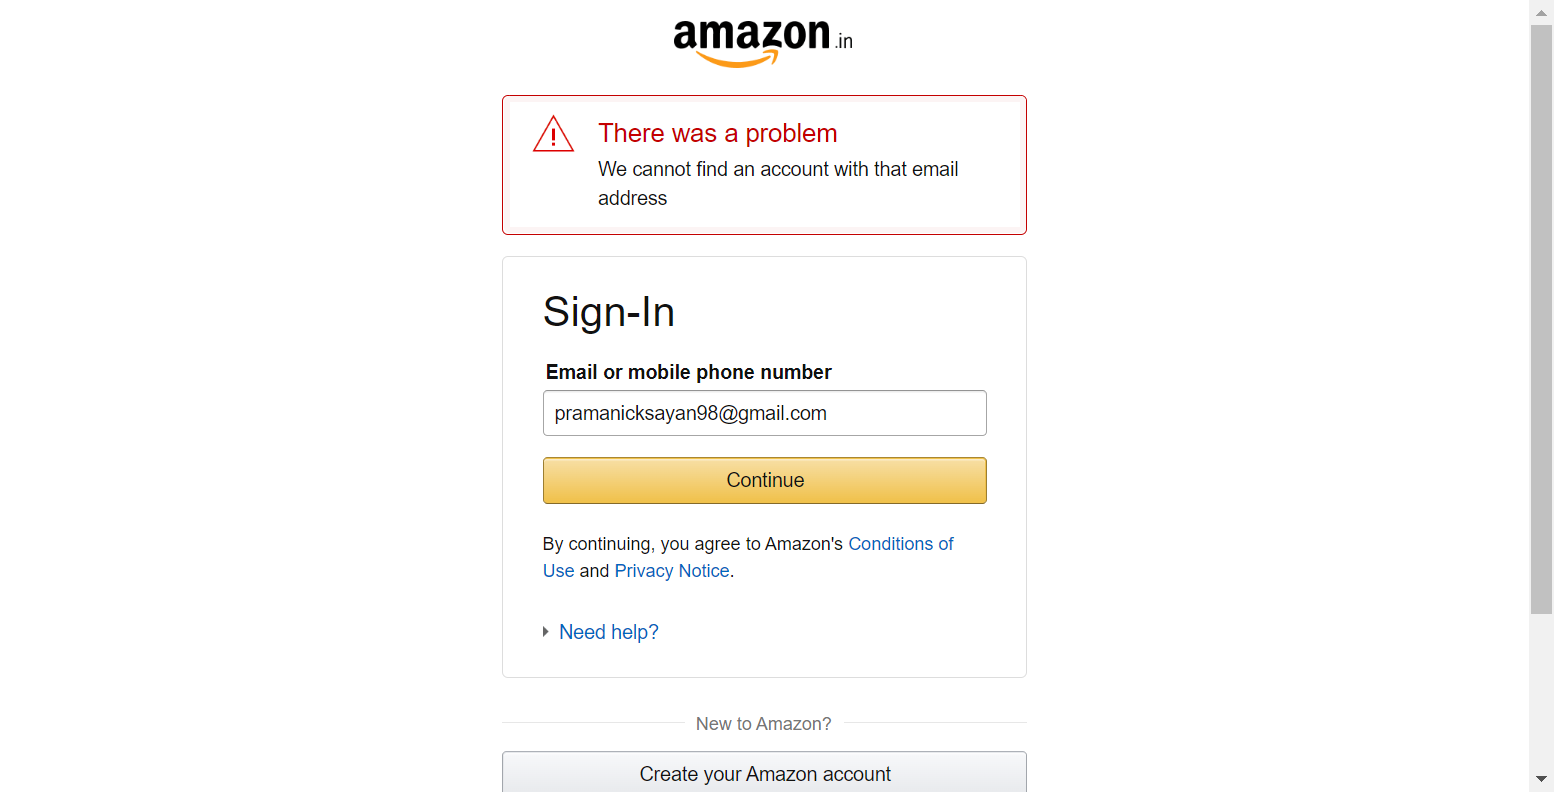 amazon.in
There was a problem
We cannot find an account with that email
address
Sign-In
Email or mobile phone number
pramanicksayan98@gmail.com
Continue
By continuing, you agree to Amazon's Conditions of
Use and Privacy Notice.
Need help?
New to Amazon?
Create your Amazon account